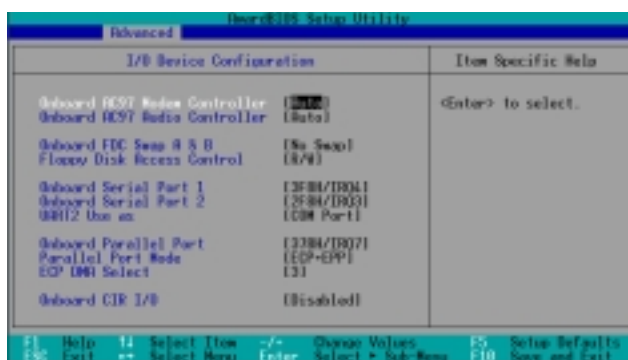 AwardBIOS Setup Utility
Advanced
I/O Device Configuration
Item Specific Help
Onboard AC97 Modem Controller [Auto]
<Enter> to select.
Onboard AC97 Audio Controller [Auto]
Onboard FDC Swap A & B [No Swap]
Floppy Disk Access Control [R/W]
Onboard Serial Port 1 [3F8H/IRQ4]
Onboard Serial Port 2 [2F8H/IRQ3]
UART2 Use as [COM Port]
Onboard Parallel Port [378H/IRQ7]
Parallel Port Mode [ECP+EPP]
ECP DMA Select [3]
Onboard CIR I/O [Disabled]
F1 Help ↑↓ Select Item -/+ Change Values F5 Setup Defaults
ESC Exit ↔ Select Menu Enter Select ▸ Sub-Menu F10 Save and Exit